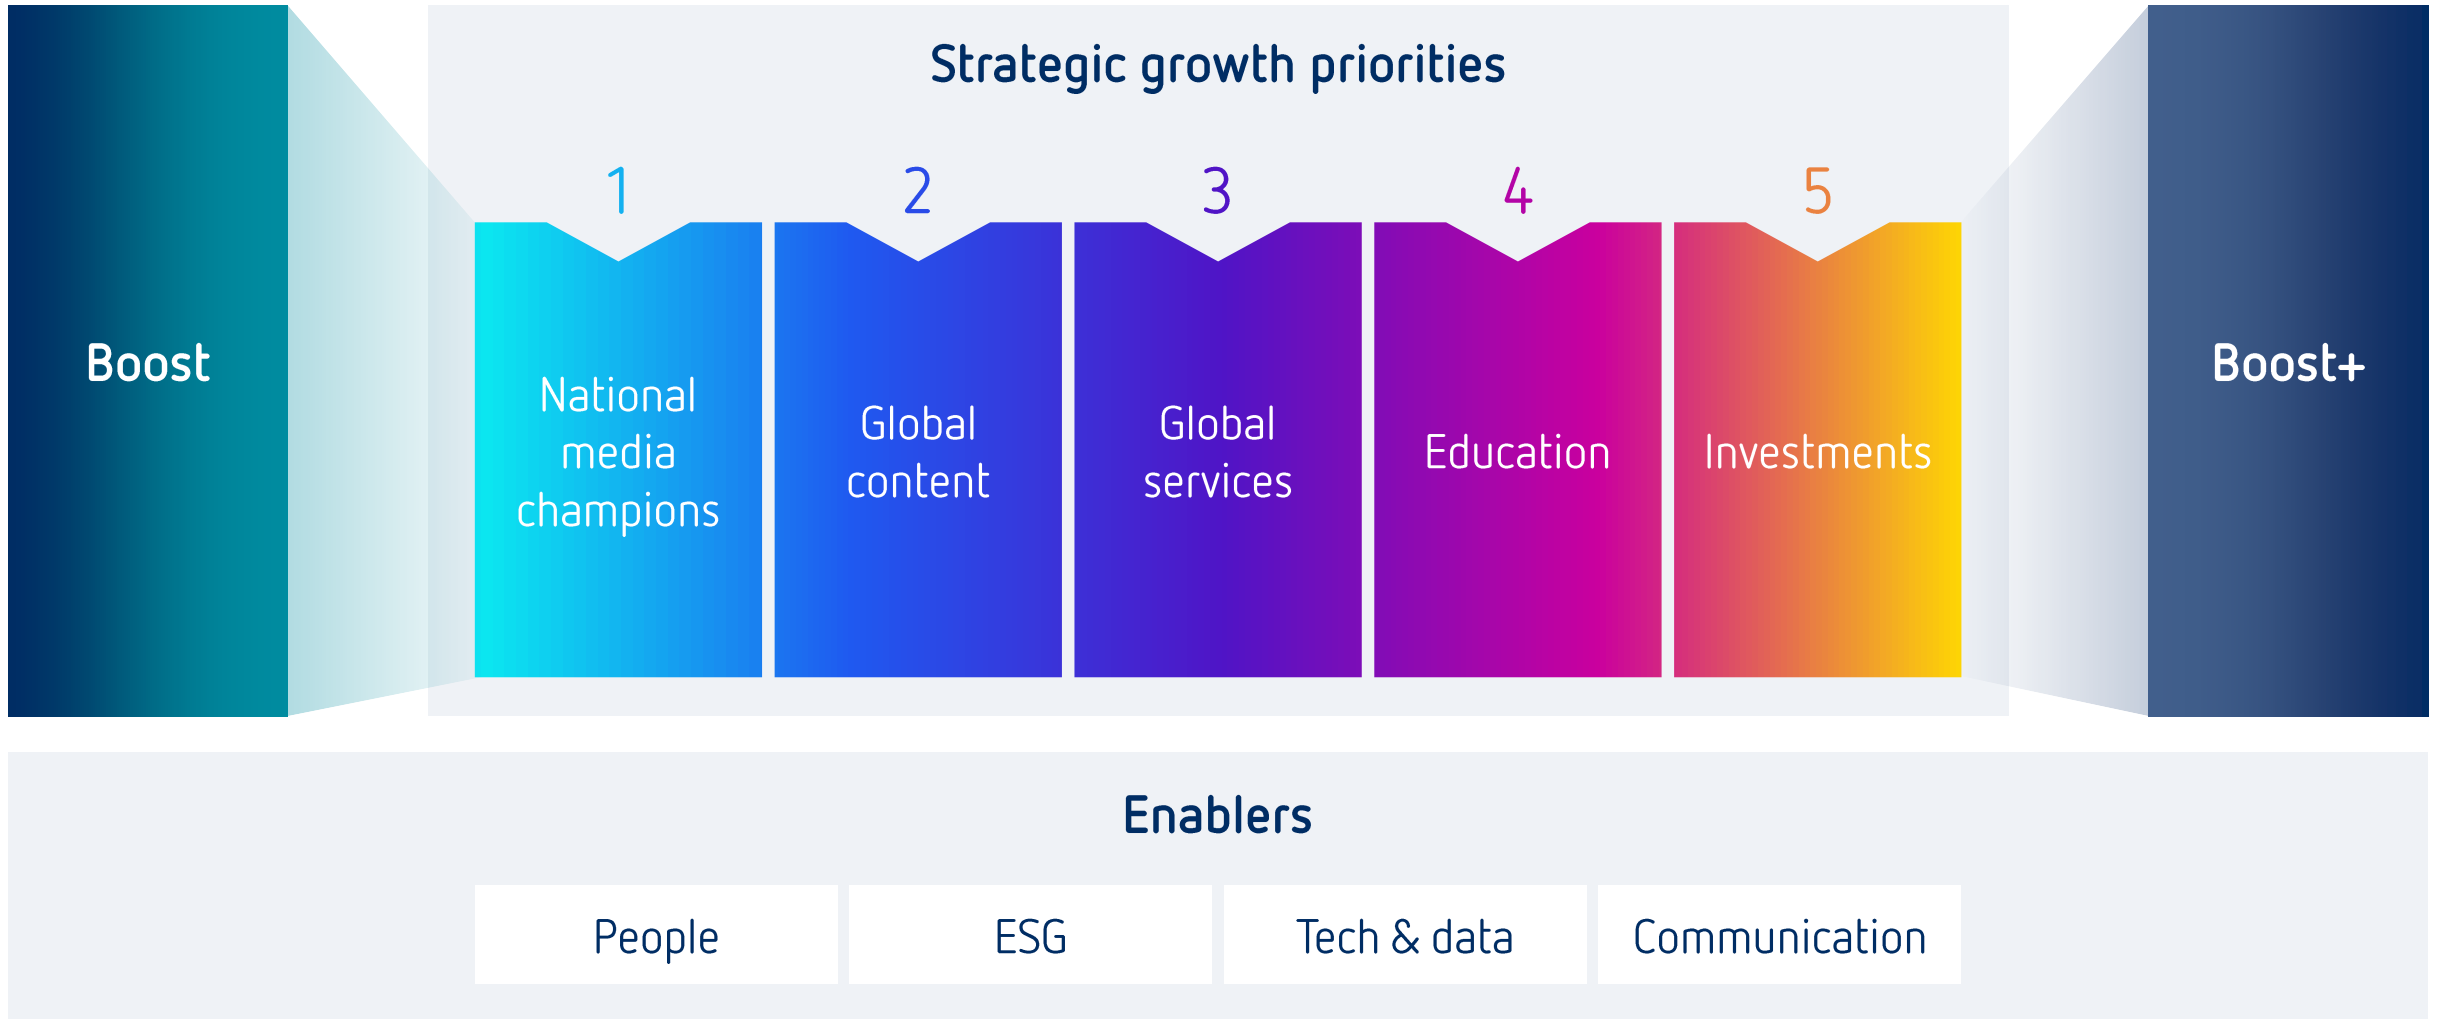 Strategic growth priorities
Boost
1
National
media
champions
2
Global
content
3
Global
services
4
Education
5
Investments
Boost+
Enablers
People
ESG
Tech & data
Communication